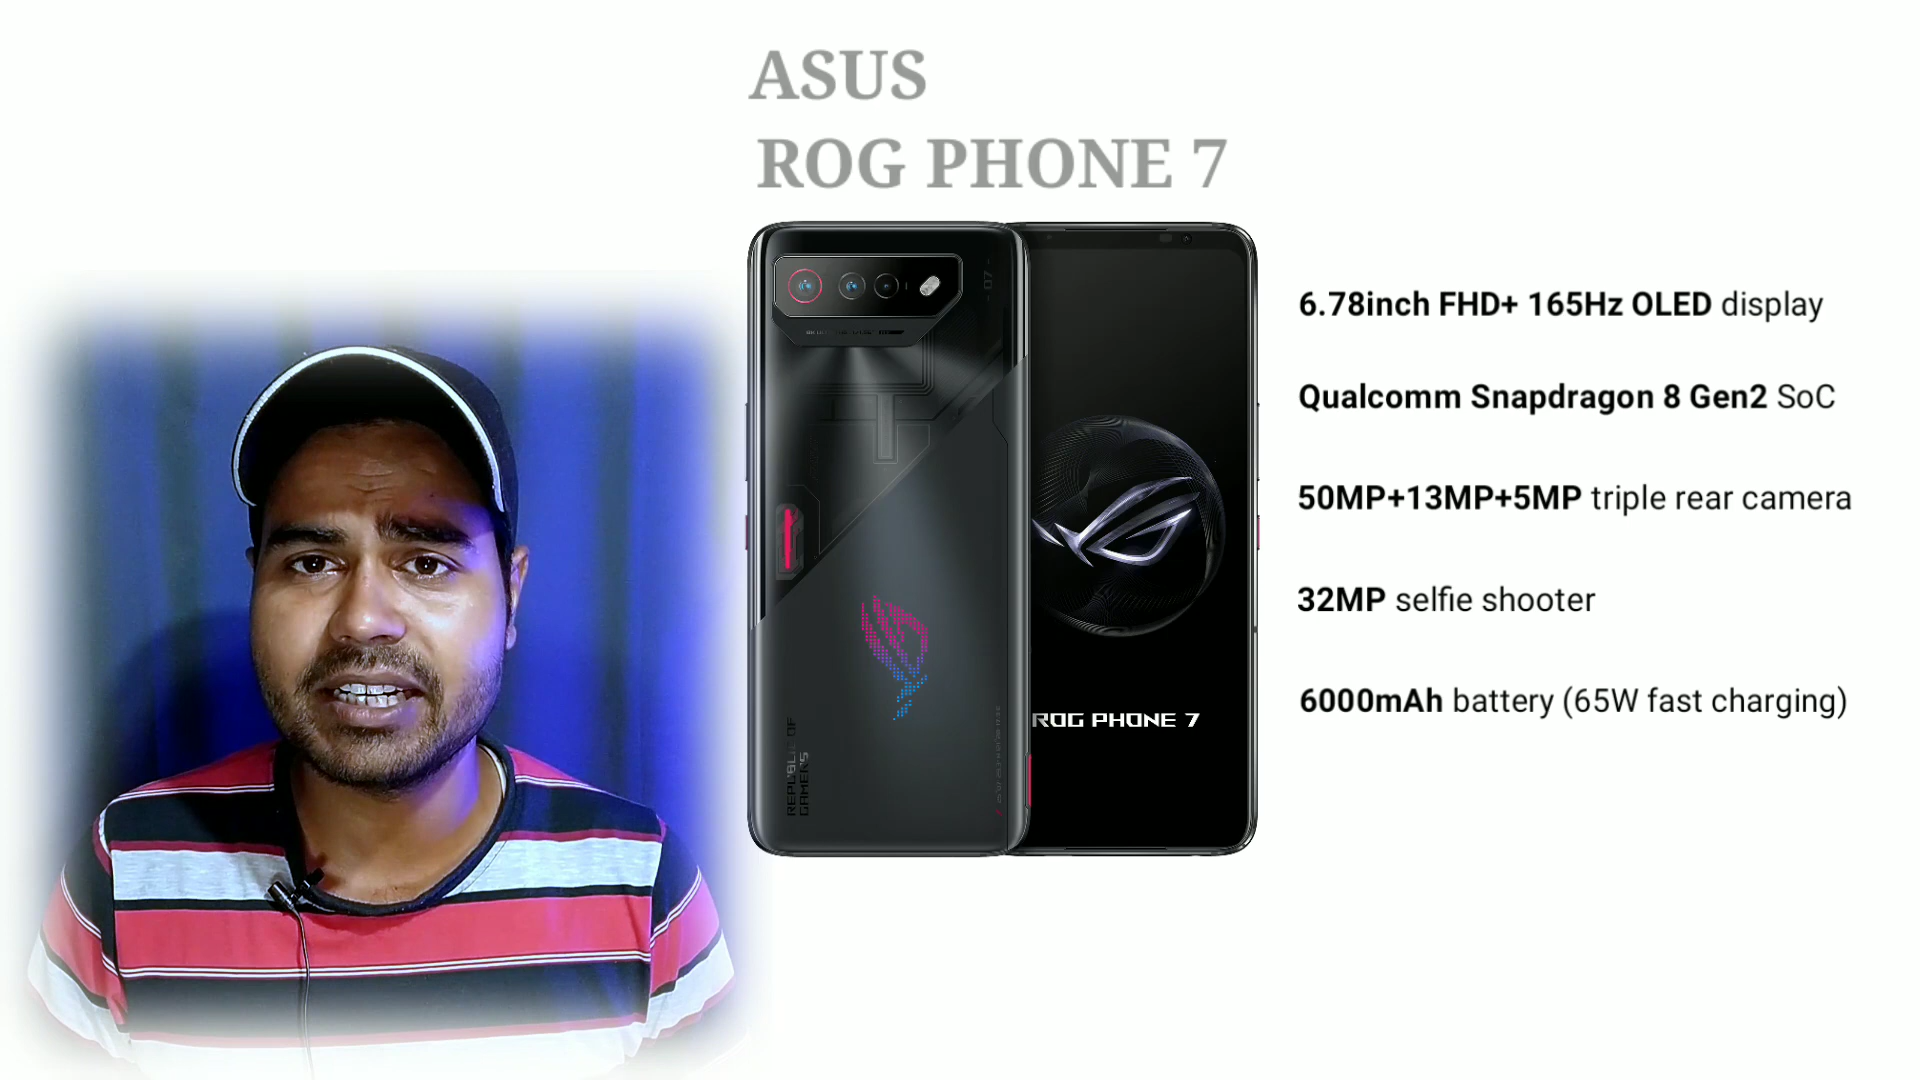 ASUS
ROG PHONE 7
6.78inch FHD+ 165Hz OLED display
Qualcomm Snapdragon 8 Gen2 SoC
50MP+13MP+5MP triple rear camera
32MP selfie shooter
6000mAh battery (65W fast charging)
07
REPUBLIC OF
GAMERS
ROG PHONE 7